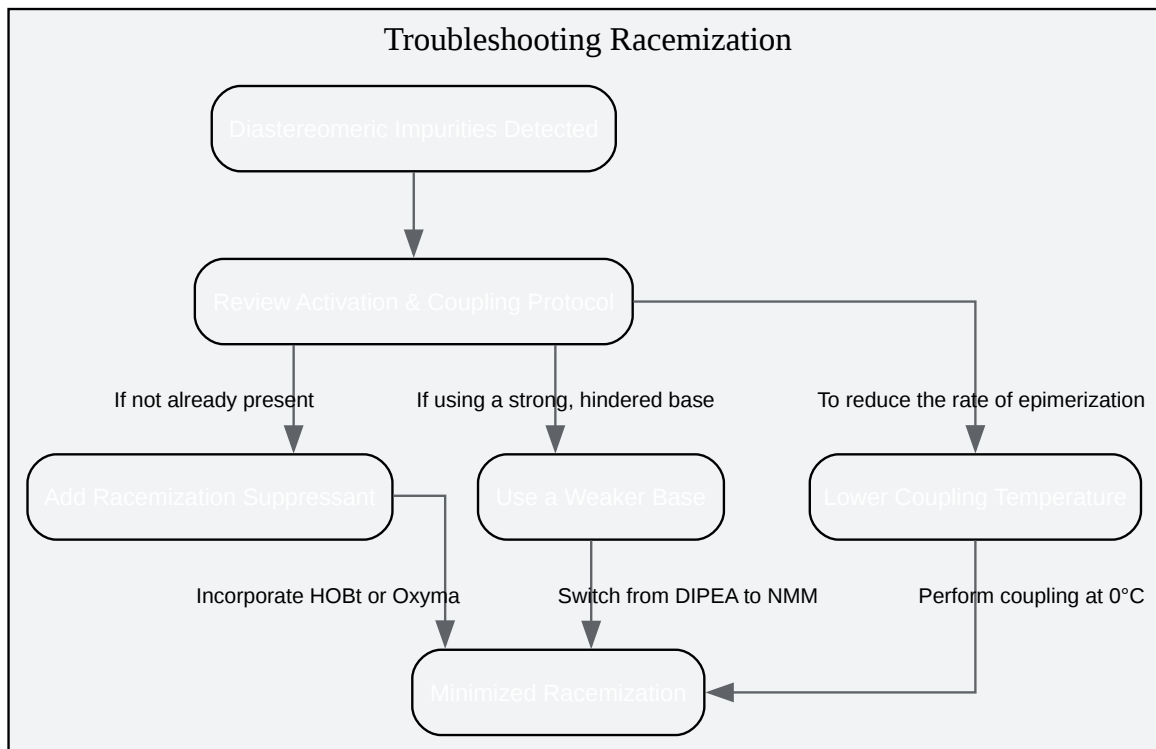 Troubleshooting Racemization
Diastereomeric Impurities Detected
Review Activation & Coupling Protocol
If not already present
If using a strong, hindered base
To reduce the rate of epimerization
Add Racemization Suppressant
Use a Weaker Base
Lower Coupling Temperature
Incorporate HOBt or Oxyma
Switch from DIPEA to NMM
Perform coupling at 0°C
Minimized Racemization